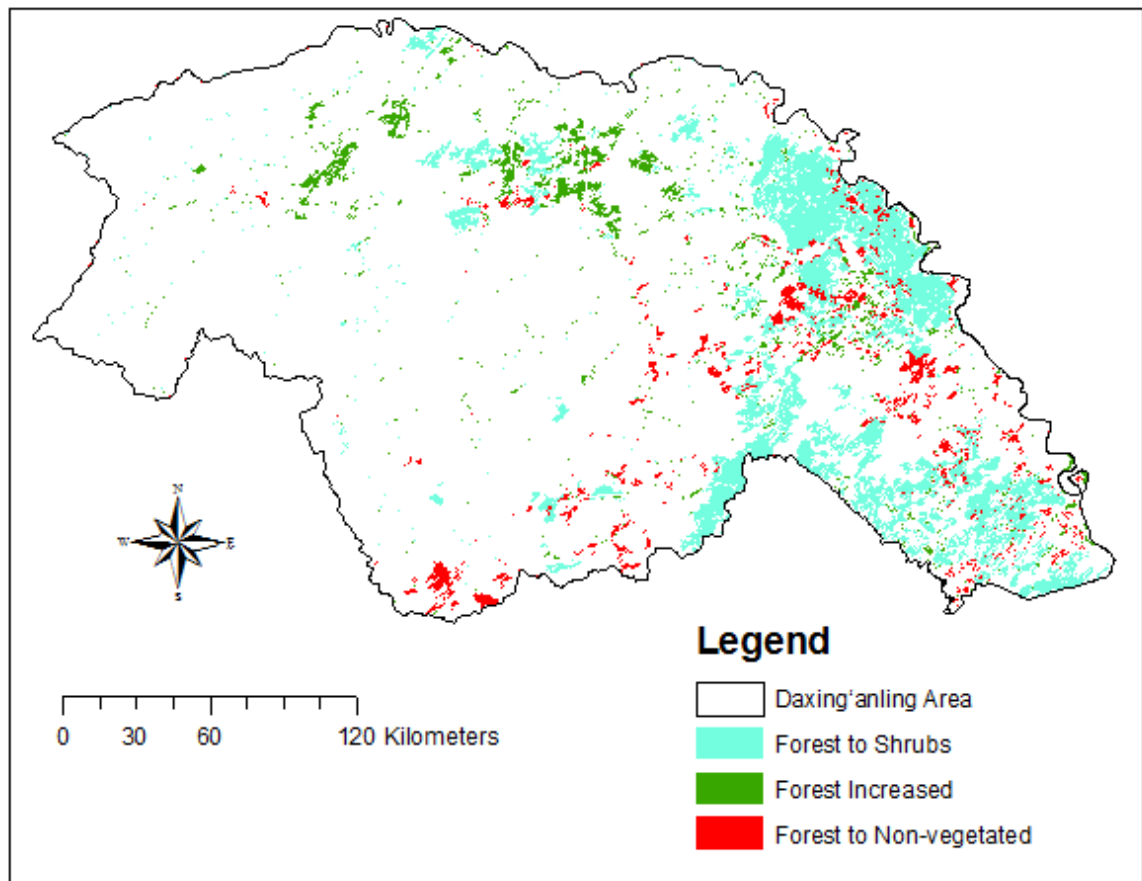 N
W E
S
Legend
Daxing‘anling Area
Forest to Shrubs
Forest Increased
Forest to Non-vegetated
0 30 60 120 Kilometers